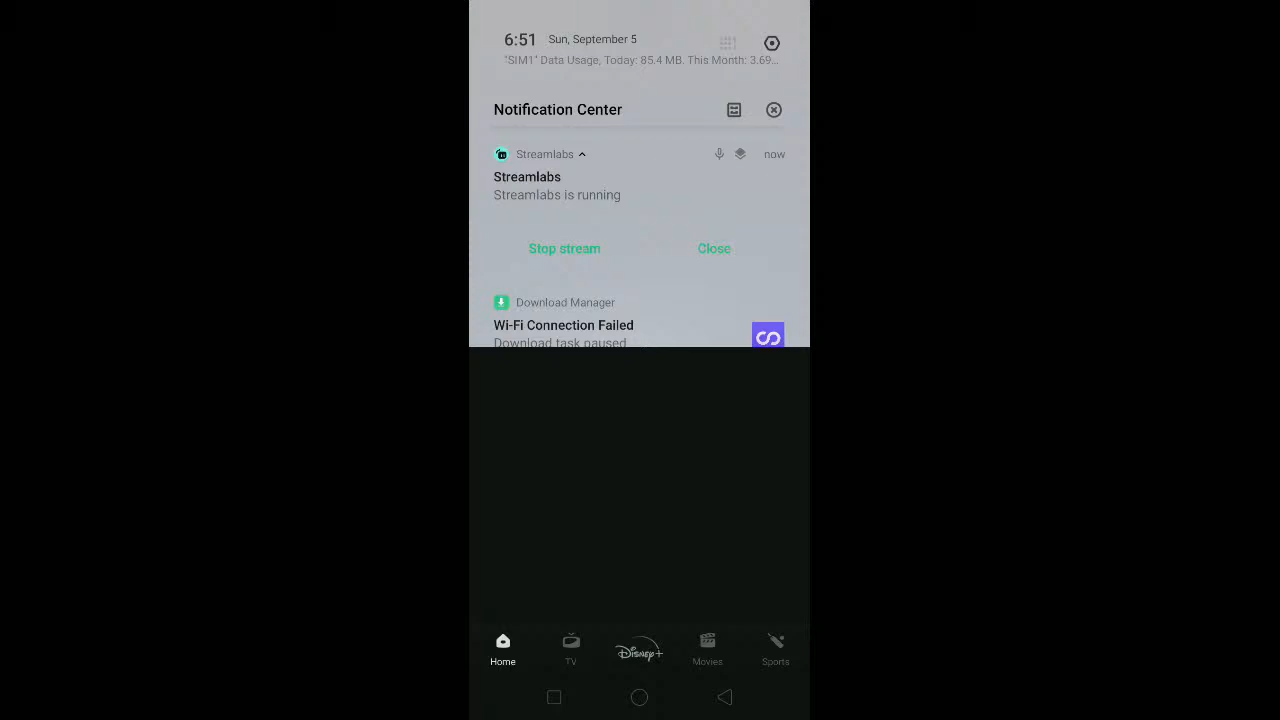 6:51 Sun, September 5
"SIM1" Data Usage, Today: 85.4 MB. This Month: 3.69...
Notification Center
Streamlabs now
Streamlabs
Streamlabs is running
Stop stream Close
Download Manager
Wi-Fi Connection Failed
Download task paused
Disney+
Home TV Movies Sports